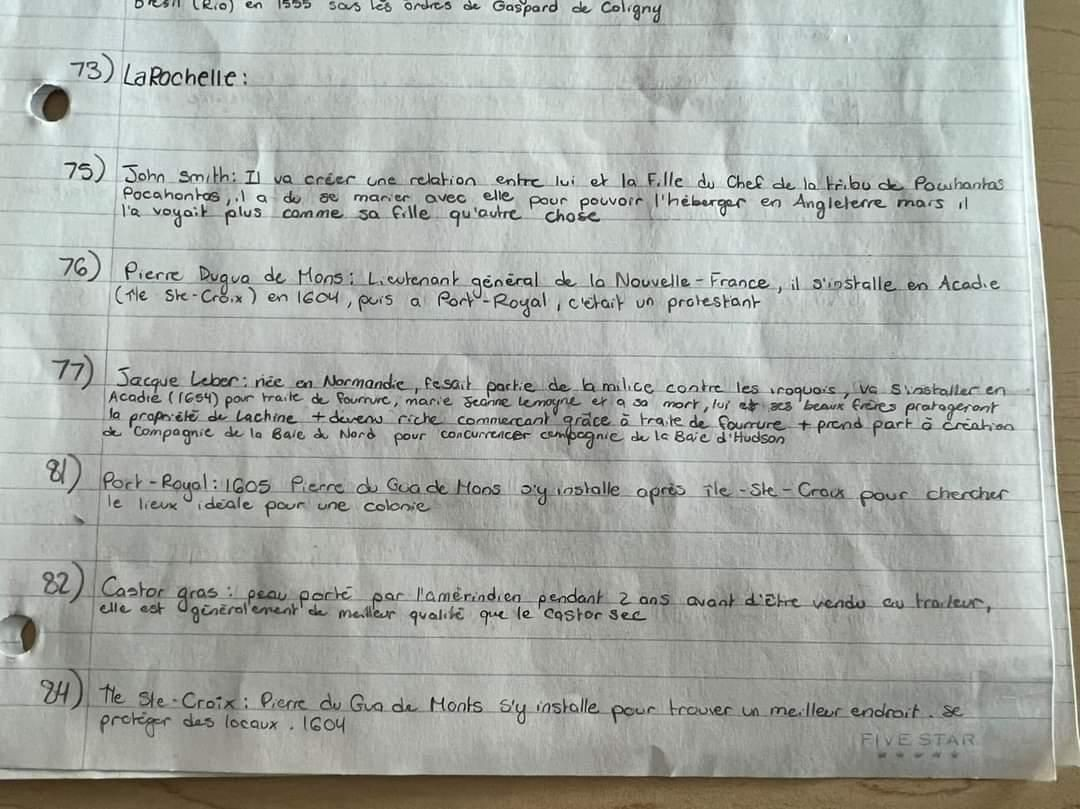 Brésil (Rio) en 1555 sous les ordres de Gaspard de Coligny
73) LaRochelle:
75) John Smith: Il va créer une relation entre lui et la fille du Chef de la tribu de Powhantas
Pocahontas, il a du se marier avec elle pour pouvoir l'héberger en Angleterre mais il
l'a voyait plus comme sa fille qu'autre chose
76) Pierre Dugua de Mons: Lieutenant général de la Nouvelle-France, il s'installe en Acadie
(île Ste-Croix) en 1604, puis a Port-Royal, c'était un protestant
77) Jacque Leber: née en Normandie, fesait partie de la milice contre les iroquois, va s'installer en
Acadie (1654) pour traite de fourrure, marie Jeanne Lemoyne et a sa mort, lui et ses beaux frères pratageront
la propriété de Lachine + devenu riche commercant grâce à traite de fourrure + prend part à création
de Compagnie de la Baie du Nord pour concurrencer compagnie de la Baie d'Hudson
81) Port-Royal: 1605 Pierre du Gua de Mons s'y installe après île-Ste-Croix pour chercher
le lieux idéale pour une colonie
82) Castor gras: peau porté par l'amérindien pendant 2 ans avant d'être vendu au traiteur,
elle est généralement de meilleur qualité que le castor sec
84) île Ste-Croix: Pierre du Gua de Monts s'y installe pour trouver un meilleur endroit. se
protéger des locaux. 1604
FIVE STAR